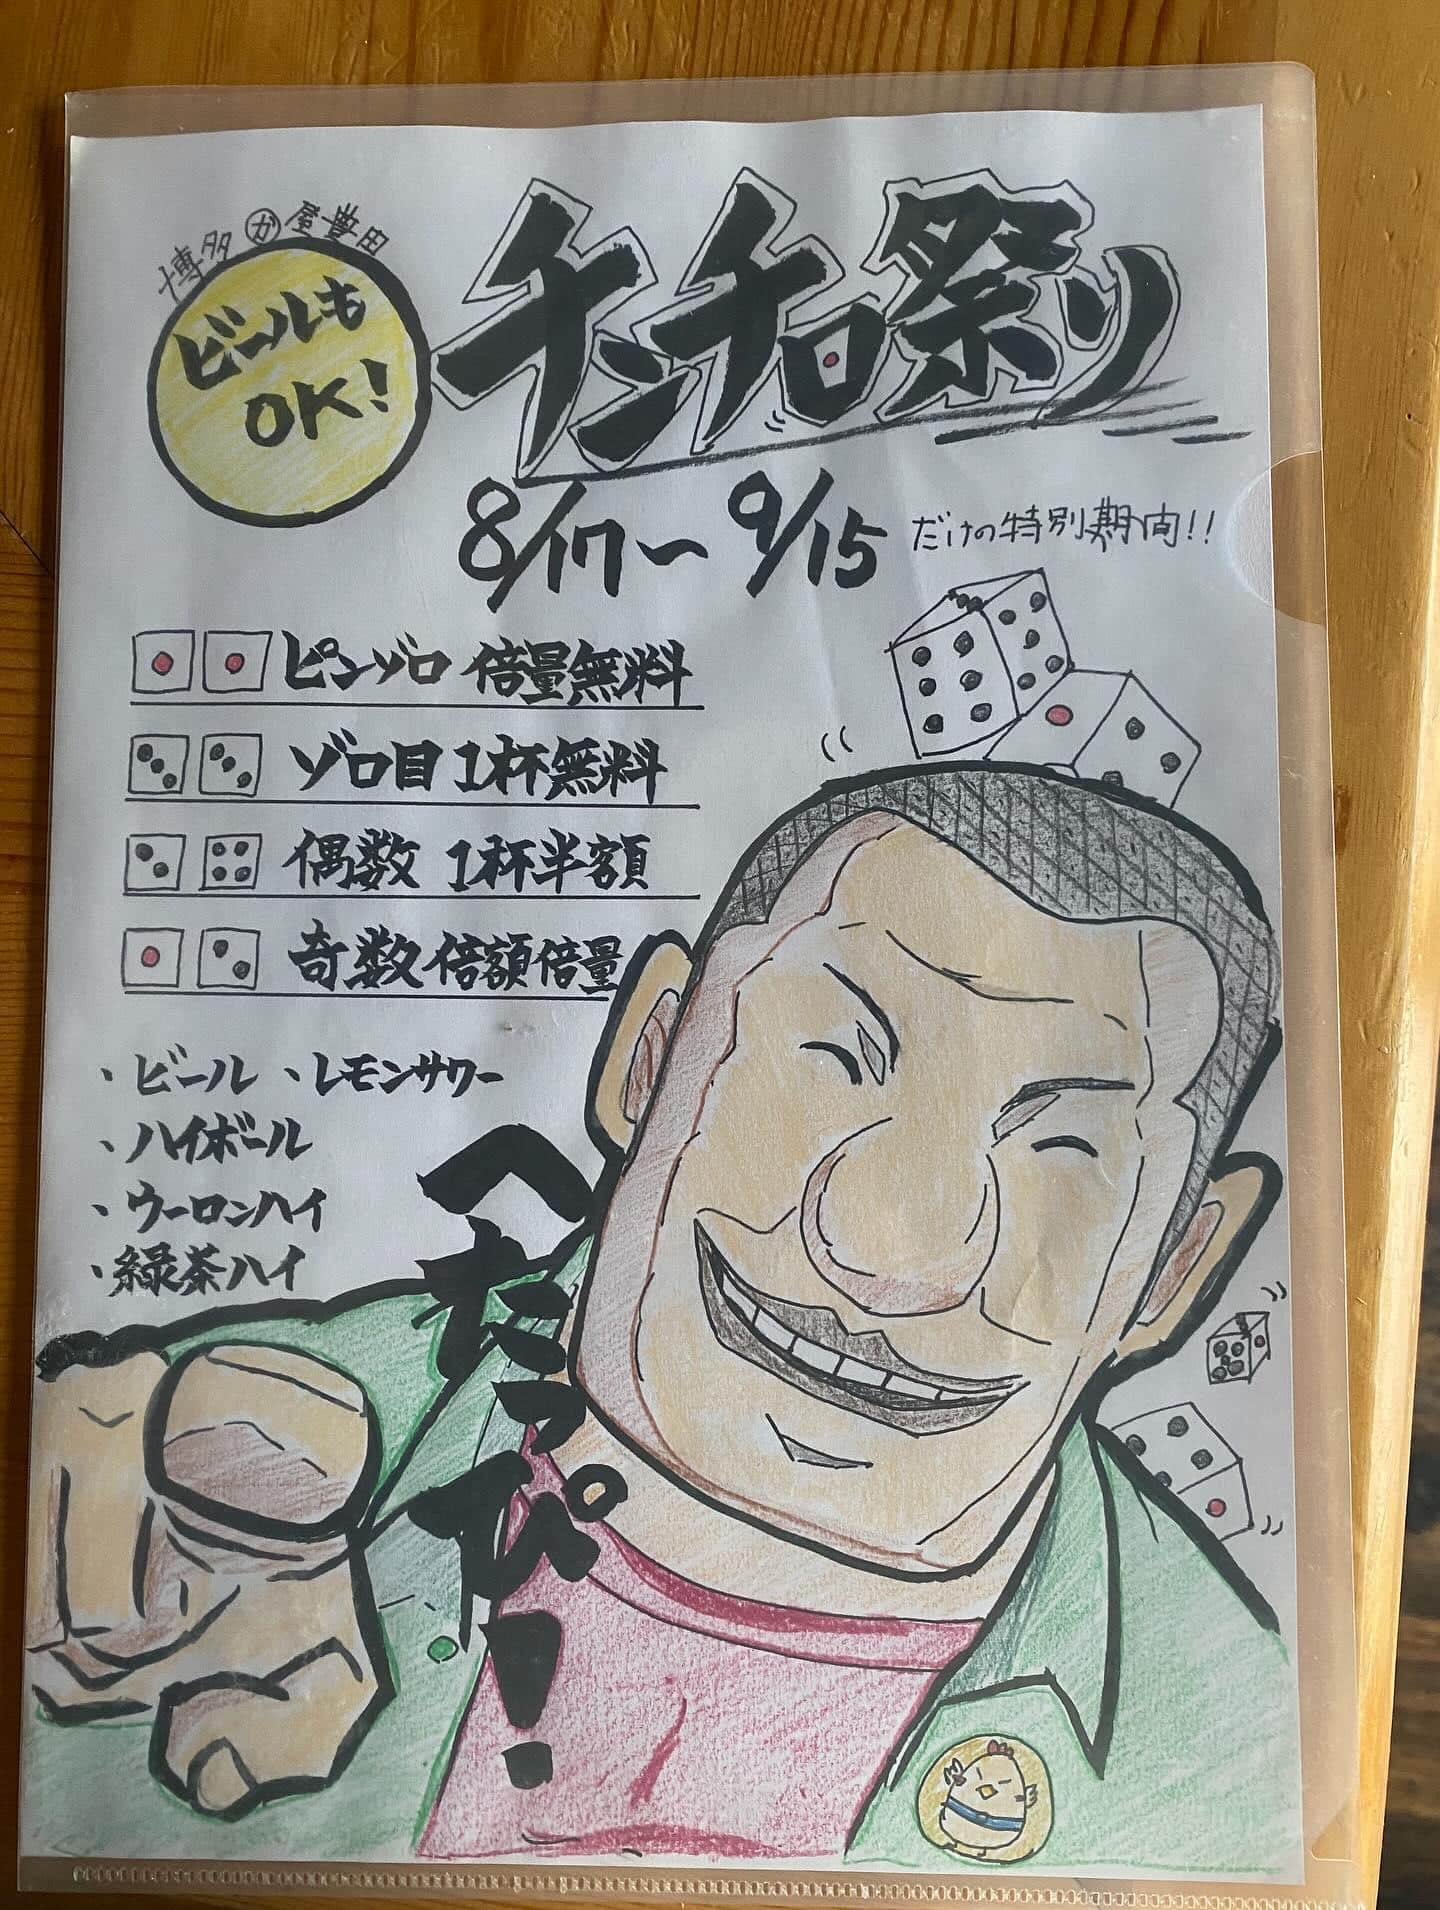 博多か屋豊田
ビールも
OK!
チンチロ祭り
8/17〜9/15 だけの特別期間!!
ピンゾロ 倍量無料
ゾロ目 1杯無料
偶数 1杯半額
奇数 倍額倍量
・ビール ・レモンサワー
・ハイボール
・ウーロンハイ
・緑茶ハイ
へたっぴー・・